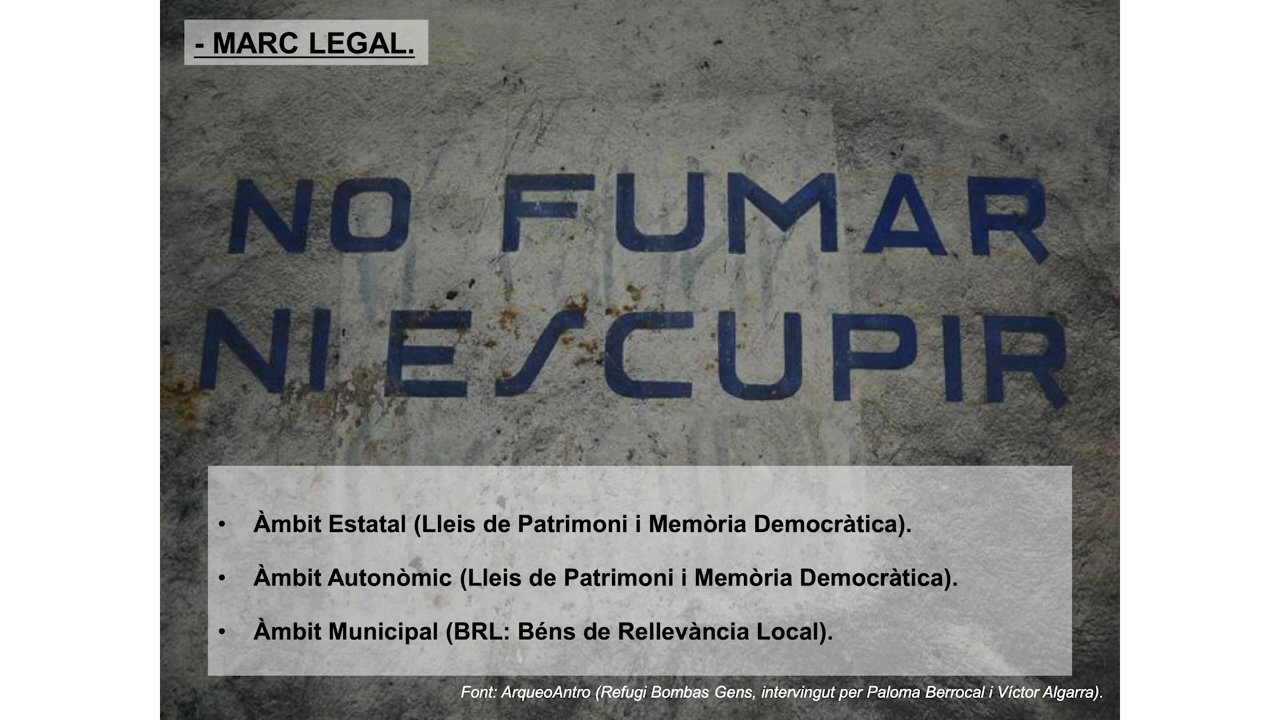 - MARC LEGAL.
NO FUMAR
NI ESCUPIR
• Àmbit Estatal (Lleis de Patrimoni i Memòria Democràtica).
• Àmbit Autonòmic (Lleis de Patrimoni i Memòria Democràtica).
• Àmbit Municipal (BRL: Béns de Rellevància Local).
Font: ArqueoAntro (Refugi Bombas Gens, intervingut per Paloma Berrocal i Víctor Algarra).